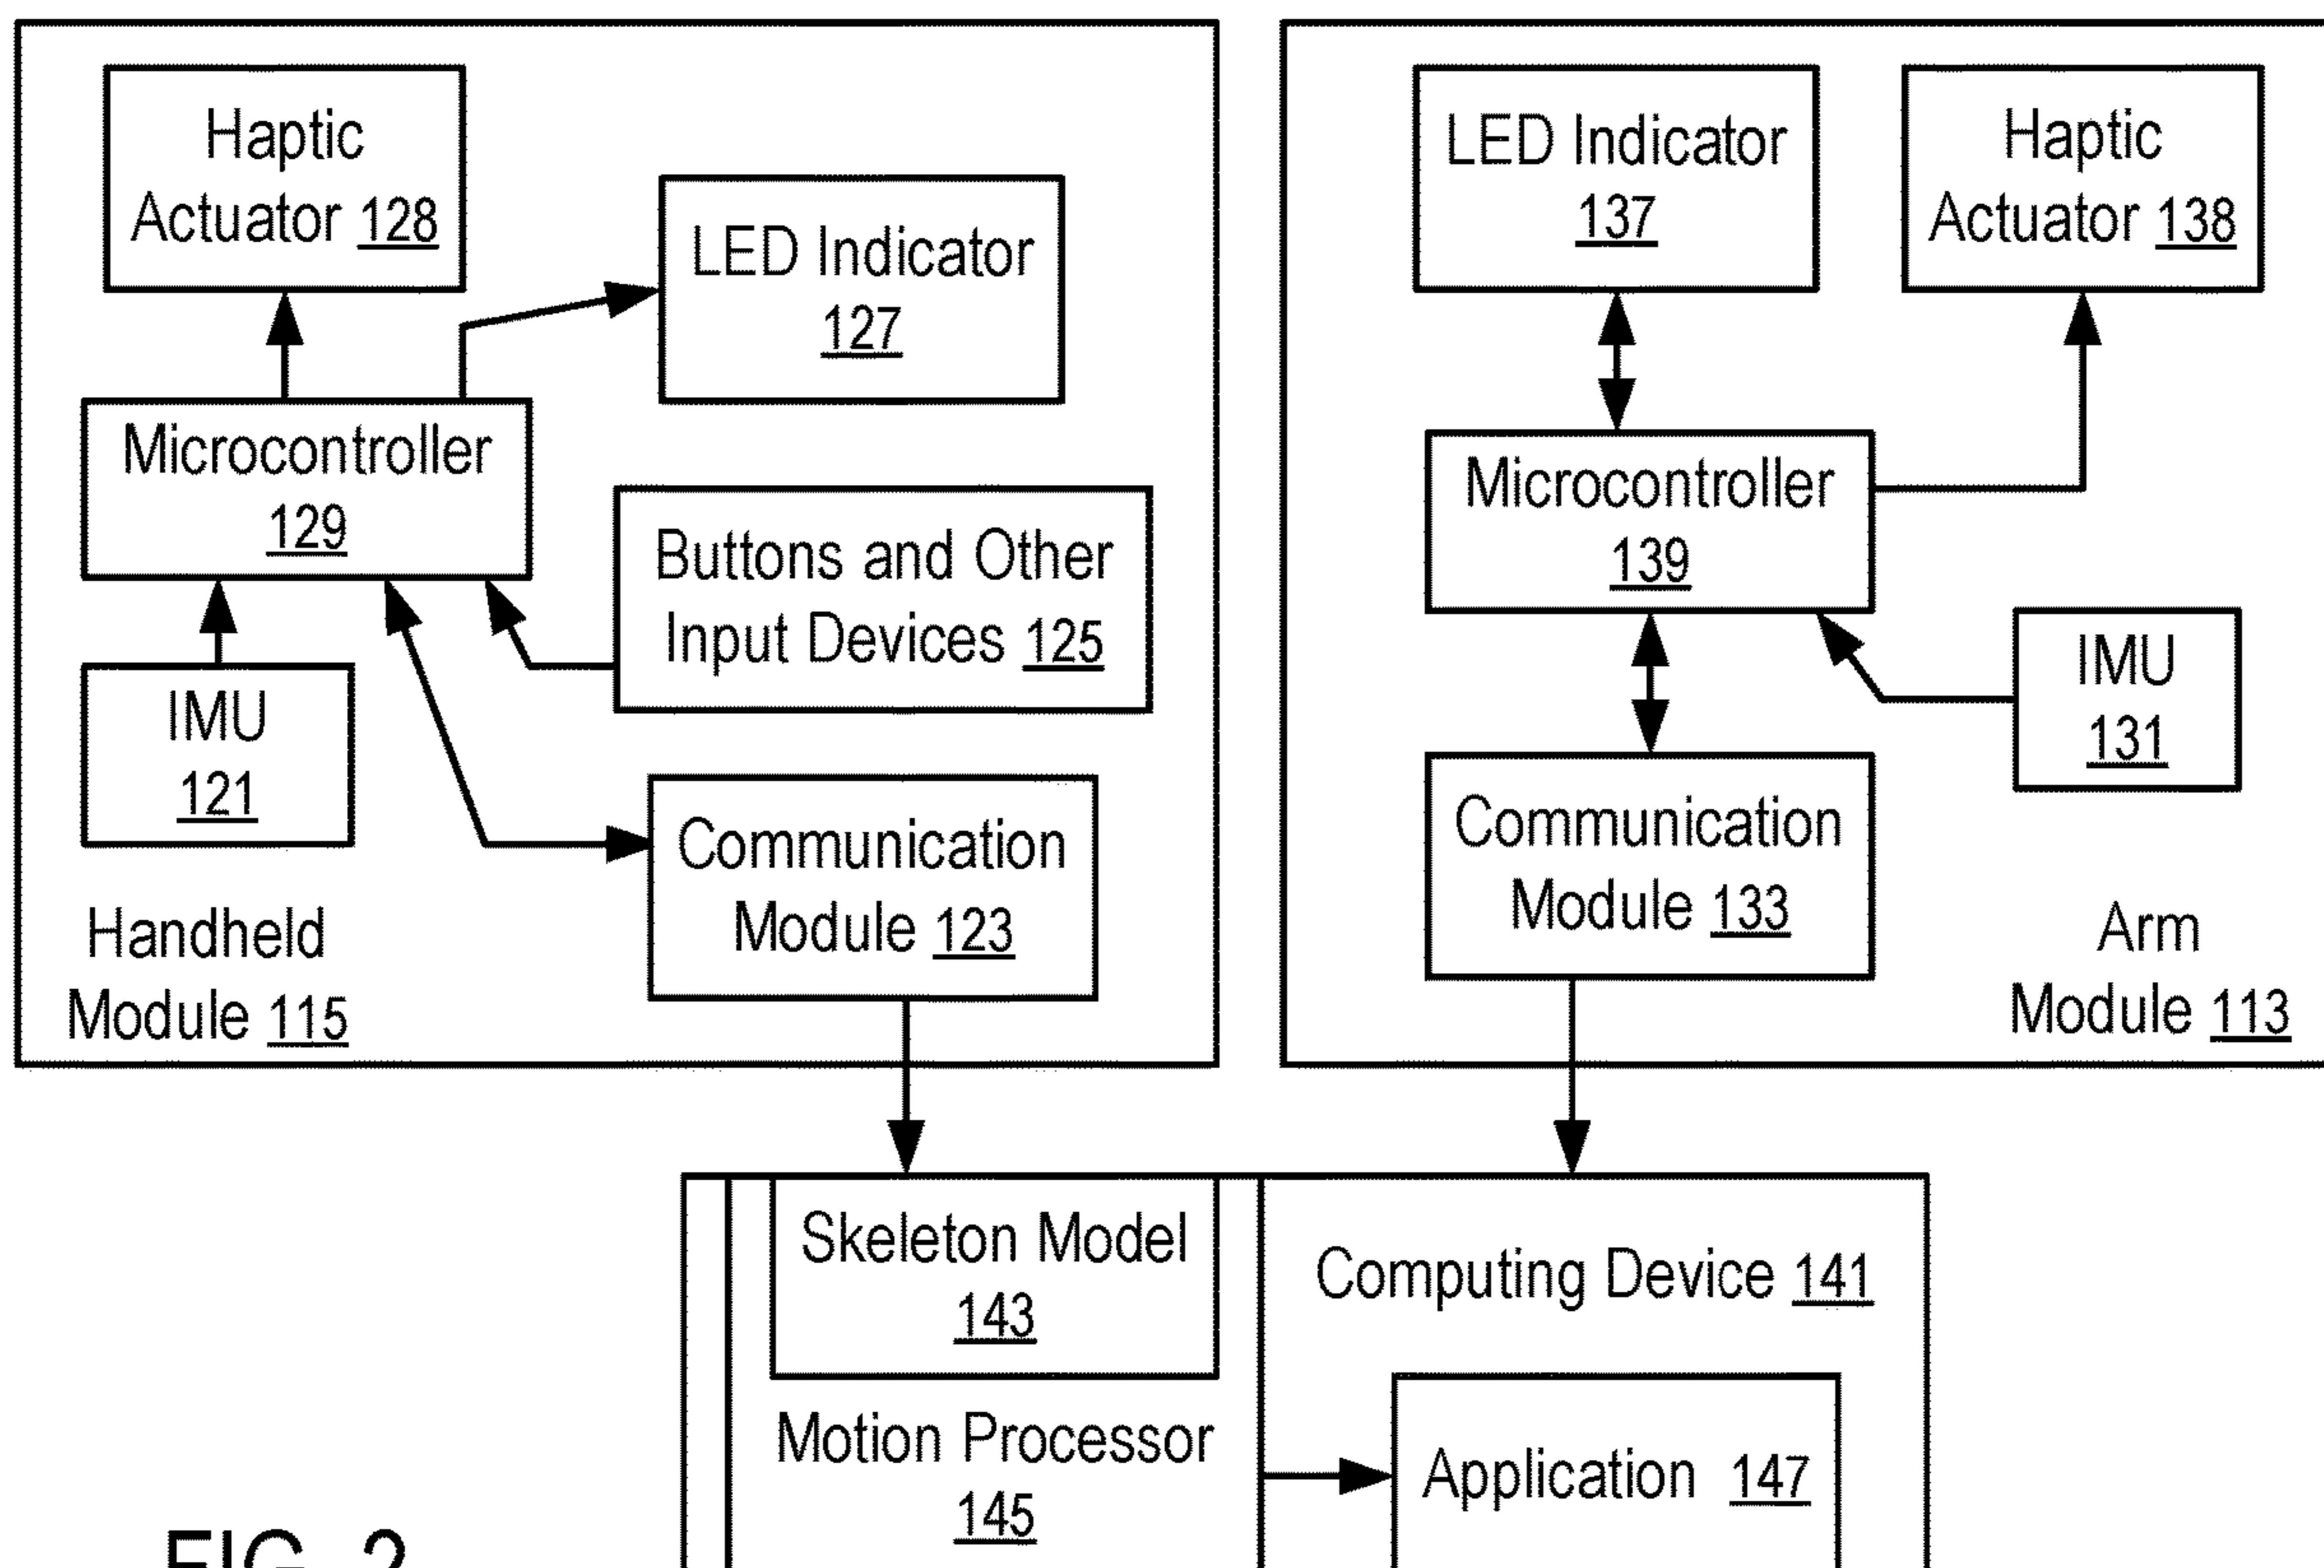 Haptic
Actuator 128
LED Indicator
127
Microcontroller
129
Buttons and Other
Input Devices 125
IMU
121
Communication
Module 123
Handheld
Module 115
LED Indicator
137
Haptic
Actuator 138
Microcontroller
139
IMU
131
Communication
Module 133
Arm
Module 113
Skeleton Model
143
Computing Device 141
Motion Processor
145
Application 147
FIG. 2